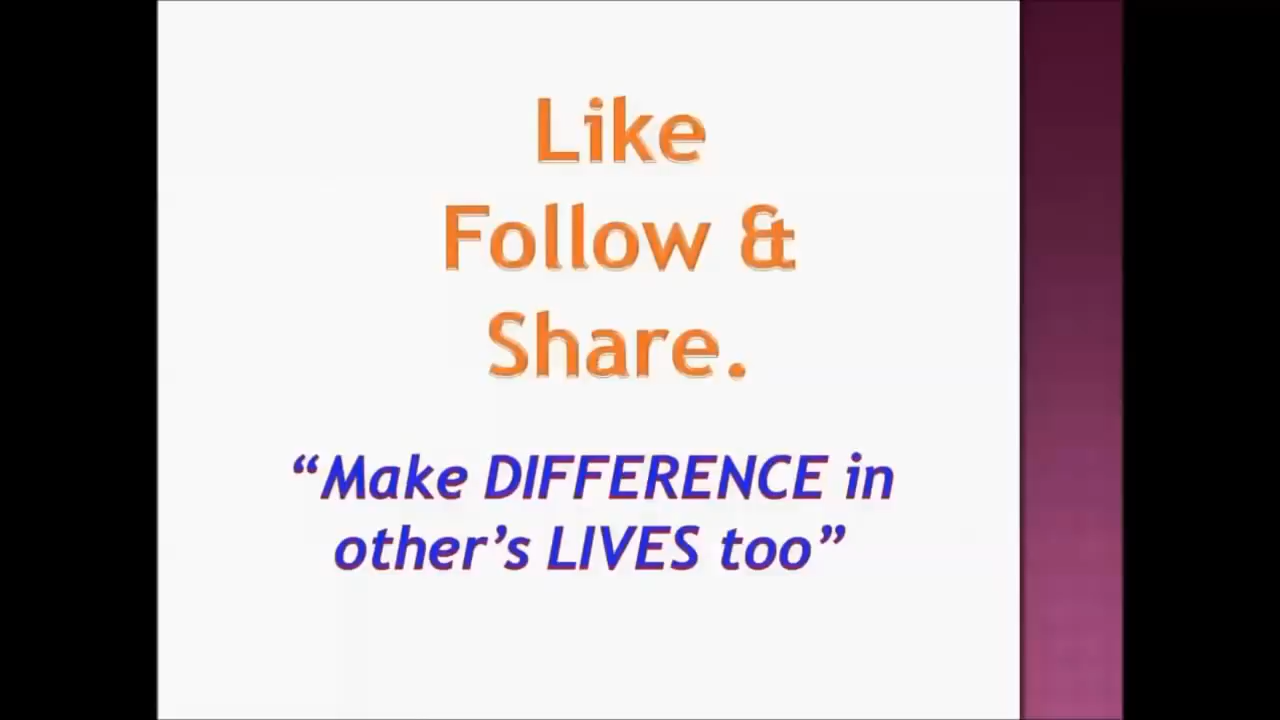 Like
Follow &
Share.
“Make DIFFERENCE in
other’s LIVES too”